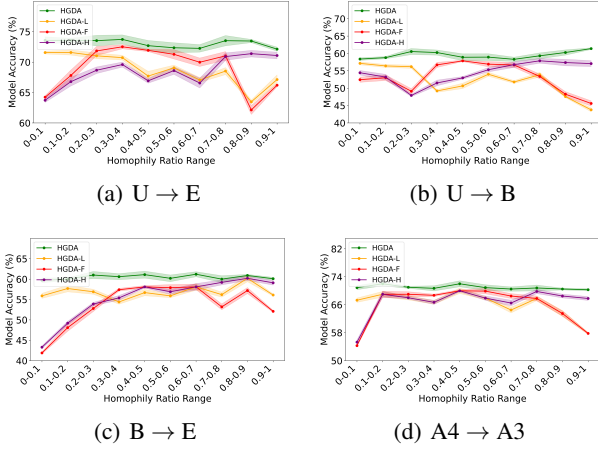 HGDA
HGDA-L
HGDA-F
HGDA-H
Model Accuracy (%)
75
70
65
60
0-0.1
0.1-0.2
0.2-0.3
0.3-0.4
0.4-0.5
0.5-0.6
0.6-0.7
0.7-0.8
0.8-0.9
0.9-1
Homophily Ratio Range
(a) U → E
HGDA
HGDA-L
HGDA-F
HGDA-H
Model Accuracy (%)
70
65
60
55
50
45
40
0-0.1
0.1-0.2
0.2-0.3
0.3-0.4
0.4-0.5
0.5-0.6
0.6-0.7
0.7-0.8
0.8-0.9
0.9-1
Homophily Ratio Range
(b) U → B
HGDA
HGDA-L
HGDA-F
HGDA-H
Model Accuracy (%)
65
60
55
50
45
40
0-0.1
0.1-0.2
0.2-0.3
0.3-0.4
0.4-0.5
0.5-0.6
0.6-0.7
0.7-0.8
0.8-0.9
0.9-1
Homophily Ratio Range
(c) B → E
HGDA
HGDA-L
HGDA-F
HGDA-H
Model Accuracy (%)
82
74
66
58
50
0-0.1
0.1-0.2
0.2-0.3
0.3-0.4
0.4-0.5
0.5-0.6
0.6-0.7
0.7-0.8
0.8-0.9
0.9-1
Homophily Ratio Range
(d) A4 → A3